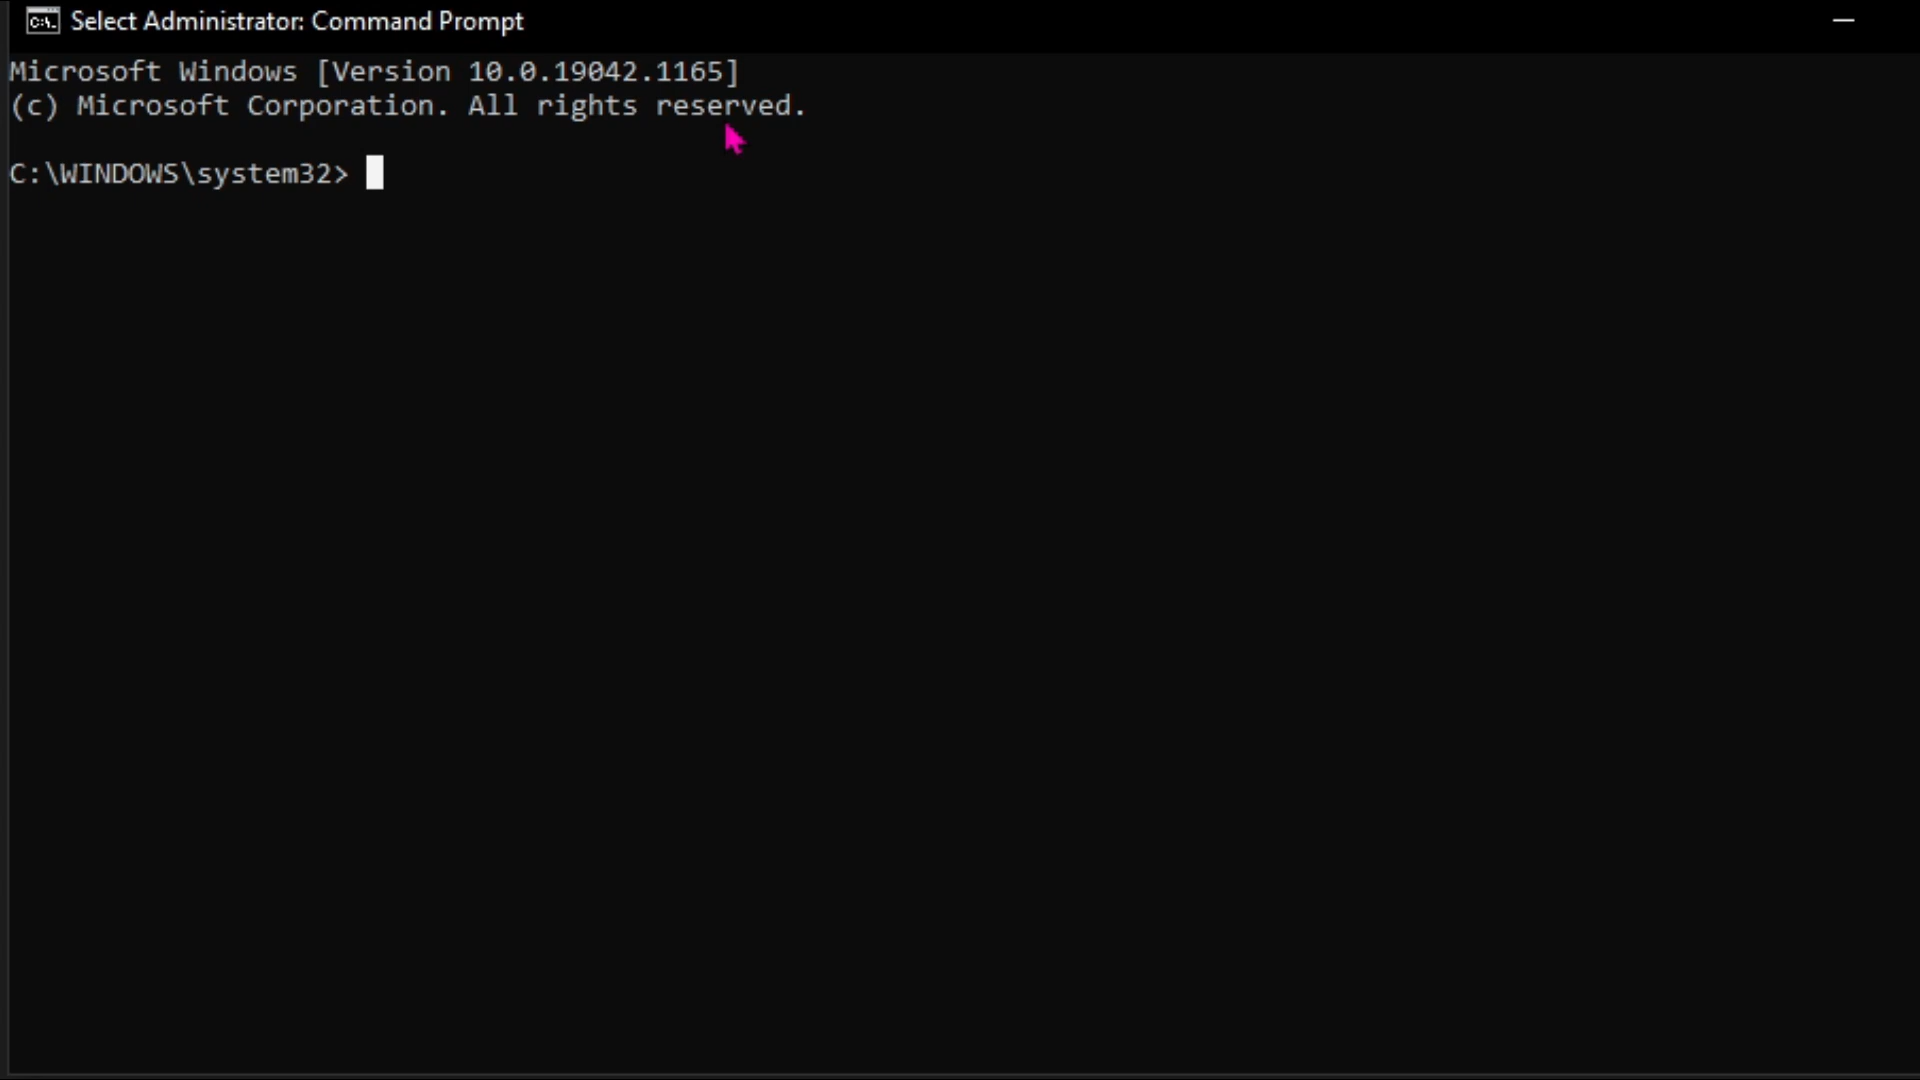 Select Administrator: Command Prompt
Microsoft Windows [Version 10.0.19042.1165]
(c) Microsoft Corporation. All rights reserved.
C:\WINDOWS\system32>